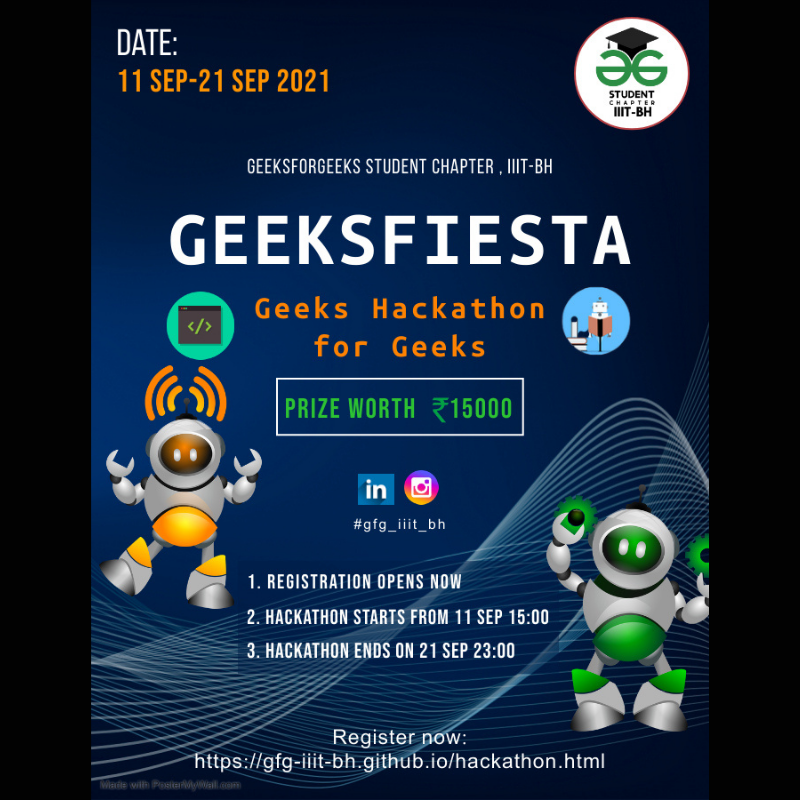 DATE:
11 SEP-21 SEP 2021
STUDENT
CHAPTER
IIIT-BH
GEEKSFORGEEKS STUDENT CHAPTER , IIIT-BH
GEEKSFIESTA
</>
Geeks Hackathon
for Geeks
PRIZE WORTH ₹15000
in
#gfg_iiit_bh
1. REGISTRATION OPENS NOW
2. HACKATHON STARTS FROM 11 SEP 15:00
3. HACKATHON ENDS ON 21 SEP 23:00
Register now:
https://gfg-iiit-bh.github.io/hackathon.html
Made with PosterMyWall.com